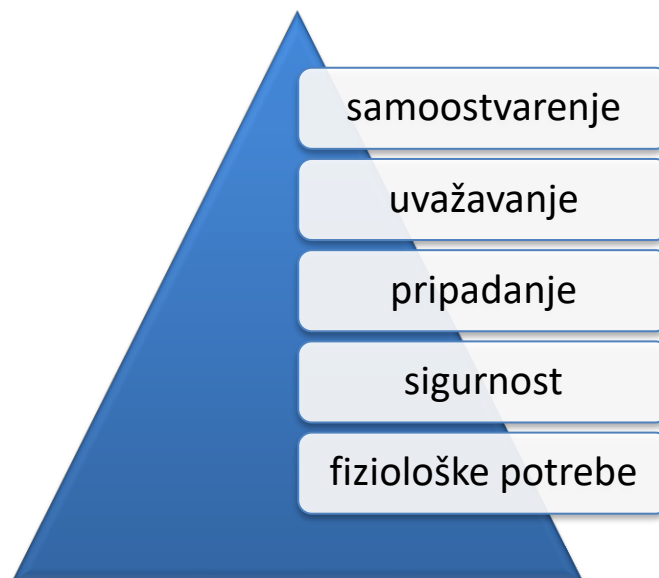 samoostvarenje
uvažavanje
pripadanje
sigurnost
fiziološke potrebe